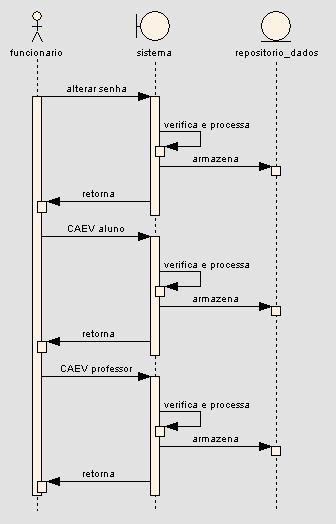 funcionario sistema repositorio_dados
alterar senha
verifica e processa
armazena
retorna
CAEV aluno
verifica e processa
armazena
retorna
CAEV professor
verifica e processa
armazena
retorna